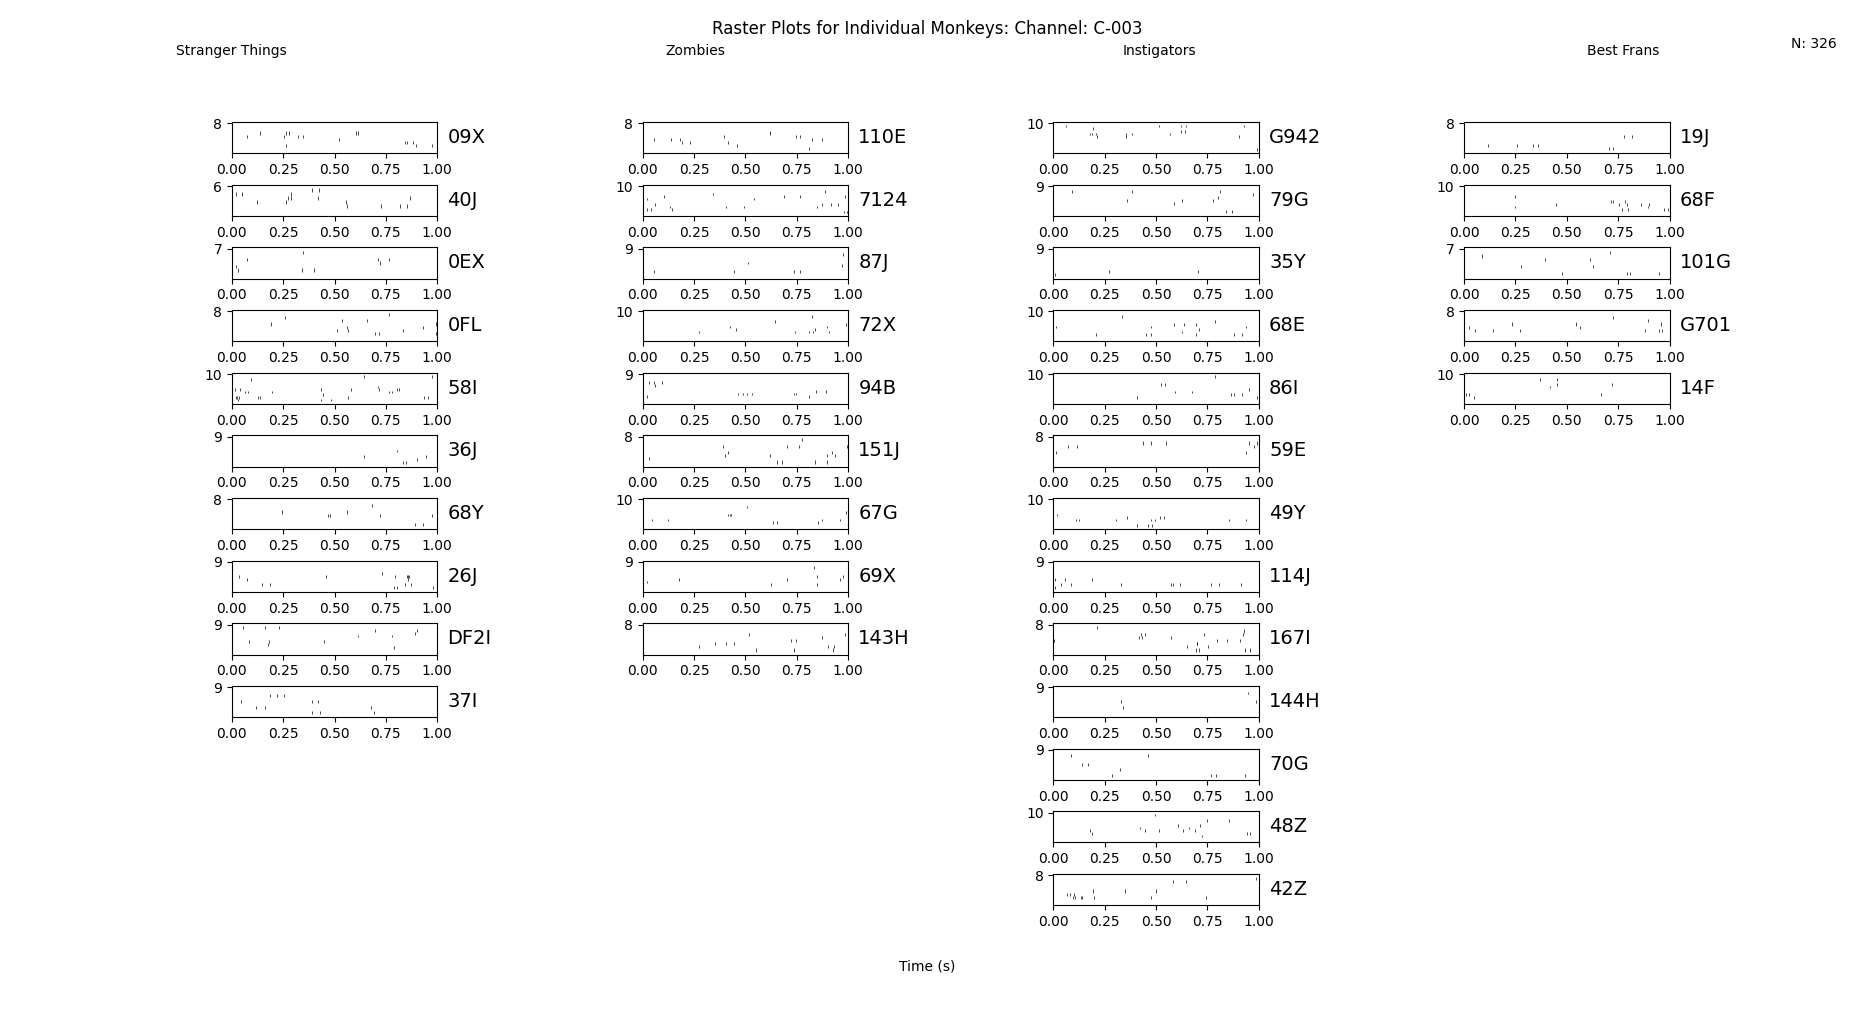 Raster Plots for Individual Monkeys: Channel: C-003
Stranger Things Zombies Instigators Best Frans N: 326
8 09X 8 110E 10 G942 8 19J
0.00 0.25 0.50 0.75 1.00 0.00 0.25 0.50 0.75 1.00 0.00 0.25 0.50 0.75 1.00 0.00 0.25 0.50 0.75 1.00
6 40J 10 7124 9 79G 10 68F
0.00 0.25 0.50 0.75 1.00 0.00 0.25 0.50 0.75 1.00 0.00 0.25 0.50 0.75 1.00 0.00 0.25 0.50 0.75 1.00
7 0EX 9 87J 9 35Y 7 101G
0.00 0.25 0.50 0.75 1.00 0.00 0.25 0.50 0.75 1.00 0.00 0.25 0.50 0.75 1.00 0.00 0.25 0.50 0.75 1.00
8 0FL 10 72X 10 68E 8 G701
0.00 0.25 0.50 0.75 1.00 0.00 0.25 0.50 0.75 1.00 0.00 0.25 0.50 0.75 1.00 0.00 0.25 0.50 0.75 1.00
10 58I 9 94B 10 86I 10 14F
0.00 0.25 0.50 0.75 1.00 0.00 0.25 0.50 0.75 1.00 0.00 0.25 0.50 0.75 1.00 0.00 0.25 0.50 0.75 1.00
9 36J 8 151J 8 59E
0.00 0.25 0.50 0.75 1.00 0.00 0.25 0.50 0.75 1.00 0.00 0.25 0.50 0.75 1.00
8 68Y 10 67G 10 49Y
0.00 0.25 0.50 0.75 1.00 0.00 0.25 0.50 0.75 1.00 0.00 0.25 0.50 0.75 1.00
9 26J 9 69X 9 114J
0.00 0.25 0.50 0.75 1.00 0.00 0.25 0.50 0.75 1.00 0.00 0.25 0.50 0.75 1.00
9 DF2I 8 143H 8 167I
0.00 0.25 0.50 0.75 1.00 0.00 0.25 0.50 0.75 1.00 0.00 0.25 0.50 0.75 1.00
9 37I 9 144H
0.00 0.25 0.50 0.75 1.00 0.00 0.25 0.50 0.75 1.00
9 70G
0.00 0.25 0.50 0.75 1.00
10 48Z
0.00 0.25 0.50 0.75 1.00
8 42Z
0.00 0.25 0.50 0.75 1.00
Time (s)